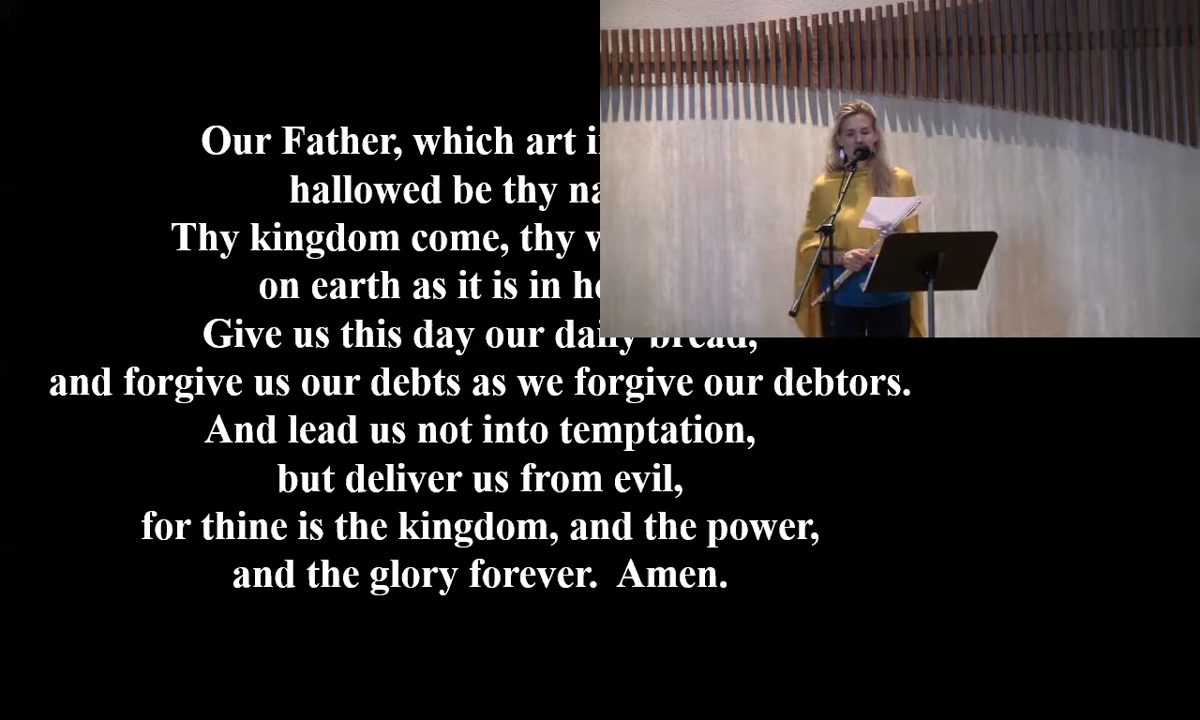 Our Father, which art
hallowed be thy
Thy kingdom come, thy
on earth as it is in
Give us this day our daily bread,
and forgive us our debts as we forgive our debtors.
And lead us not into temptation,
but deliver us from evil,
for thine is the kingdom, and the power,
and the glory forever. Amen.